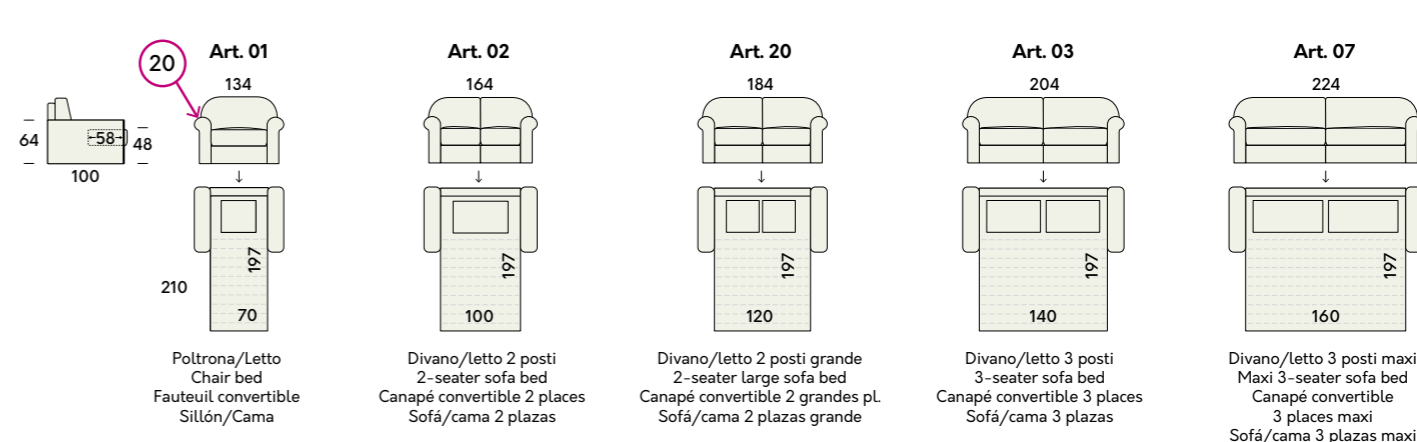 20
Art. 01
Art. 02
Art. 20
Art. 03
Art. 07
134
164
184
204
224
64
58
48
100
197
197
197
197
197
210
70
100
120
140
160
Poltrona/Letto
Chair bed
Fauteuil convertible
Sillón/Cama
Divano/letto 2 posti
2-seater sofa bed
Canapé convertible 2 places
Sofá/cama 2 plazas
Divano/letto 2 posti grande
2-seater large sofa bed
Canapé convertible 2 grandes pl.
Sofá/cama 2 plazas grande
Divano/letto 3 posti
3-seater sofa bed
Canapé convertible 3 places
Sofá/cama 3 plazas
Divano/letto 3 posti maxi
Maxi 3-seater sofa bed
Canapé convertible
3 places maxi
Sofá/cama 3 plazas maxi